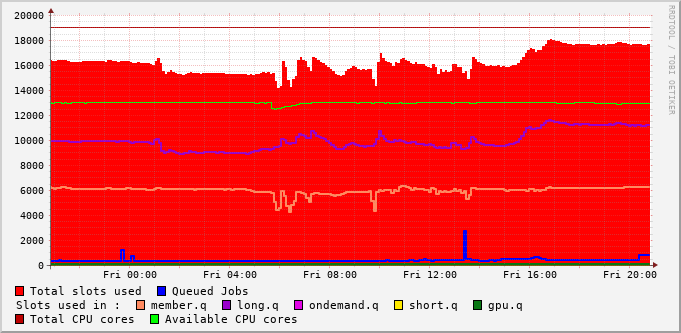 20000
18000
16000
14000
12000
10000
8000
6000
4000
2000
0
Fri 00:00 Fri 04:00 Fri 08:00 Fri 12:00 Fri 16:00 Fri 20:00
Total slots used Queued Jobs
Slots used in : member.q long.q ondemand.q short.q gpu.q
Total CPU cores Available CPU cores
RRDTOOL / TOBI OETIKER